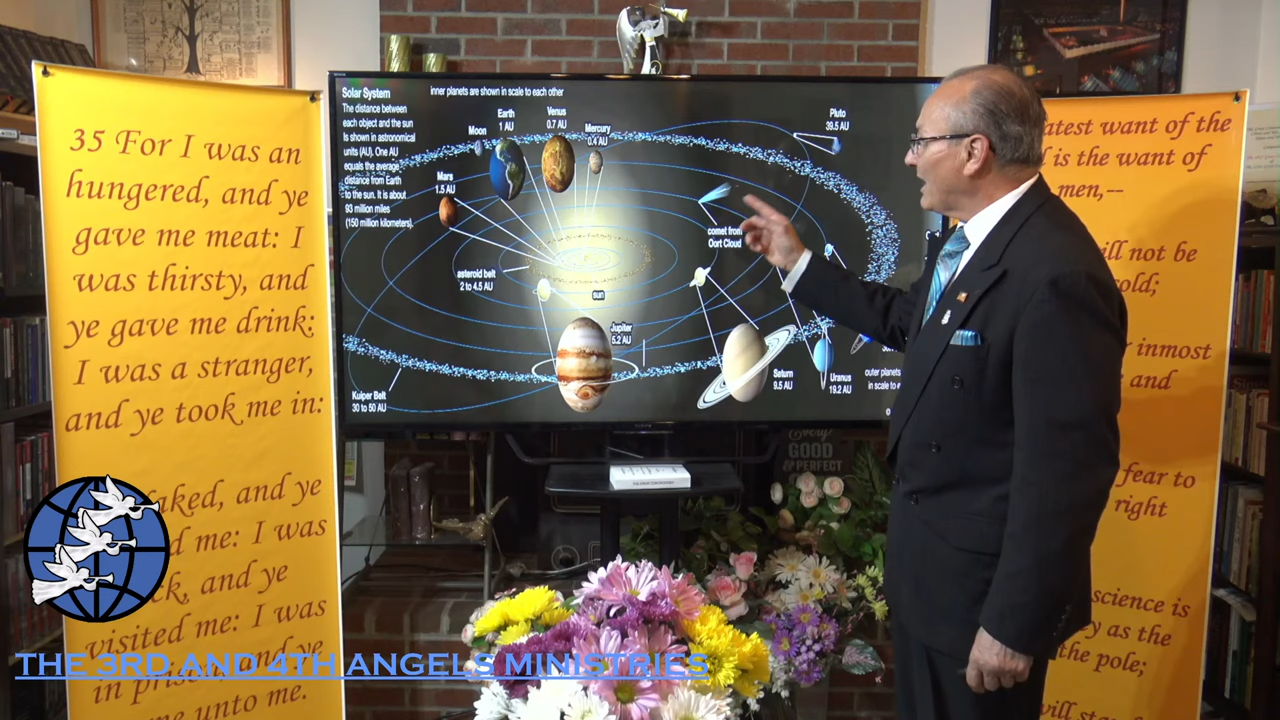 35 For I was an
hungered, and ye
gave me meat: I
was thirsty, and
ye gave me drink:
I was a stranger,
and ye took me in:
aked, and ye
d me: I was
ck, and ye
visited me: I was
in prison, and ye
me unto me.
Solar System
The distance between
each object and the sun
Is shown in astronomical
units (AU). One AU
equals the average
distance from Earth
to the sun. It is about
93 million miles
(150 million kilometers).
inner planets are shown in scale to each other
Moon
Earth
1 AU
Venus
0.7 AU
Mercury
0.4 AU
Mars
1.5 AU
Pluto
39.5 AU
comet from
Oort Cloud
asteroid belt
2 to 4.5 AU
sun
Jupiter
5.2 AU
Saturn
9.5 AU
Uranus
19.2 AU
outer planets
in scale to e
Kuiper Belt
30 to 50 AU
Every
GOOD
& PERFECT
atest want of the
l is the want of
men,--
ill not be
sold;
r inmost
e and
fear to
right
science is
y as the
the pole;
will
THE 3RD AND 4TH ANGELS MINISTRIES